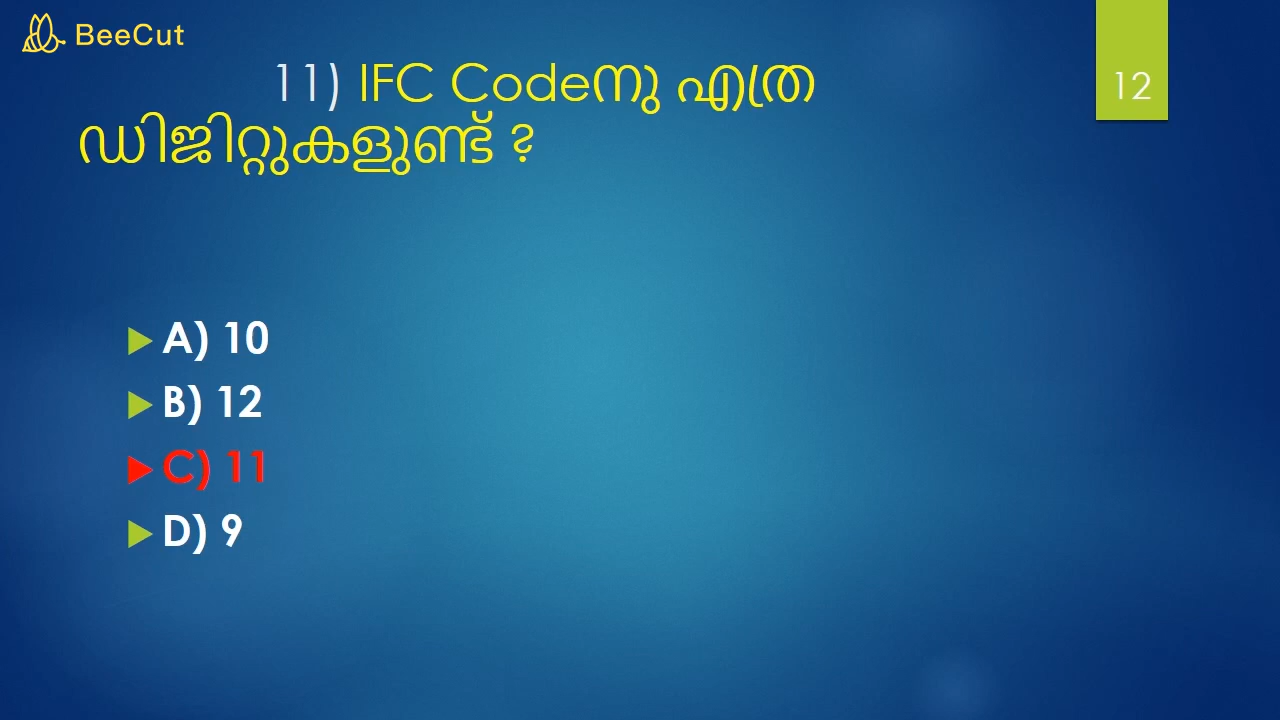 BeeCut
12
11) IFC Codeനു എത്ര
ഡിജിറ്റുകളുണ്ട് ?
A) 10
B) 12
C) 11
D) 9